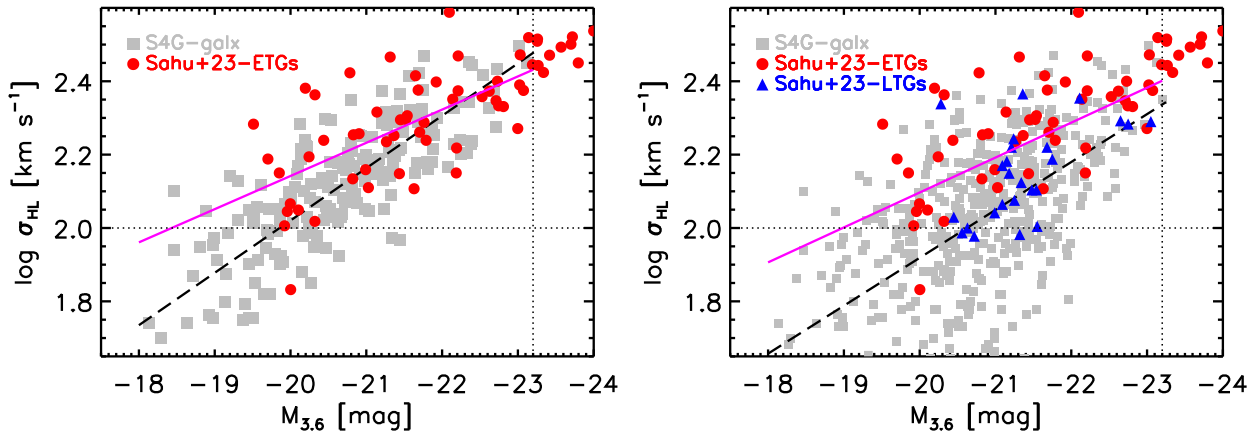 S4G-galx
Sahu+23-ETGs
2.4
2.2
2.0
1.8
log σHL [km s⁻¹]
-18 -19 -20 -21 -22 -23 -24
M3.6 [mag]
S4G-galx
Sahu+23-ETGs
Sahu+23-LTGs
2.4
2.2
2.0
1.8
log σHL [km s⁻¹]
-18 -19 -20 -21 -22 -23 -24
M3.6 [mag]